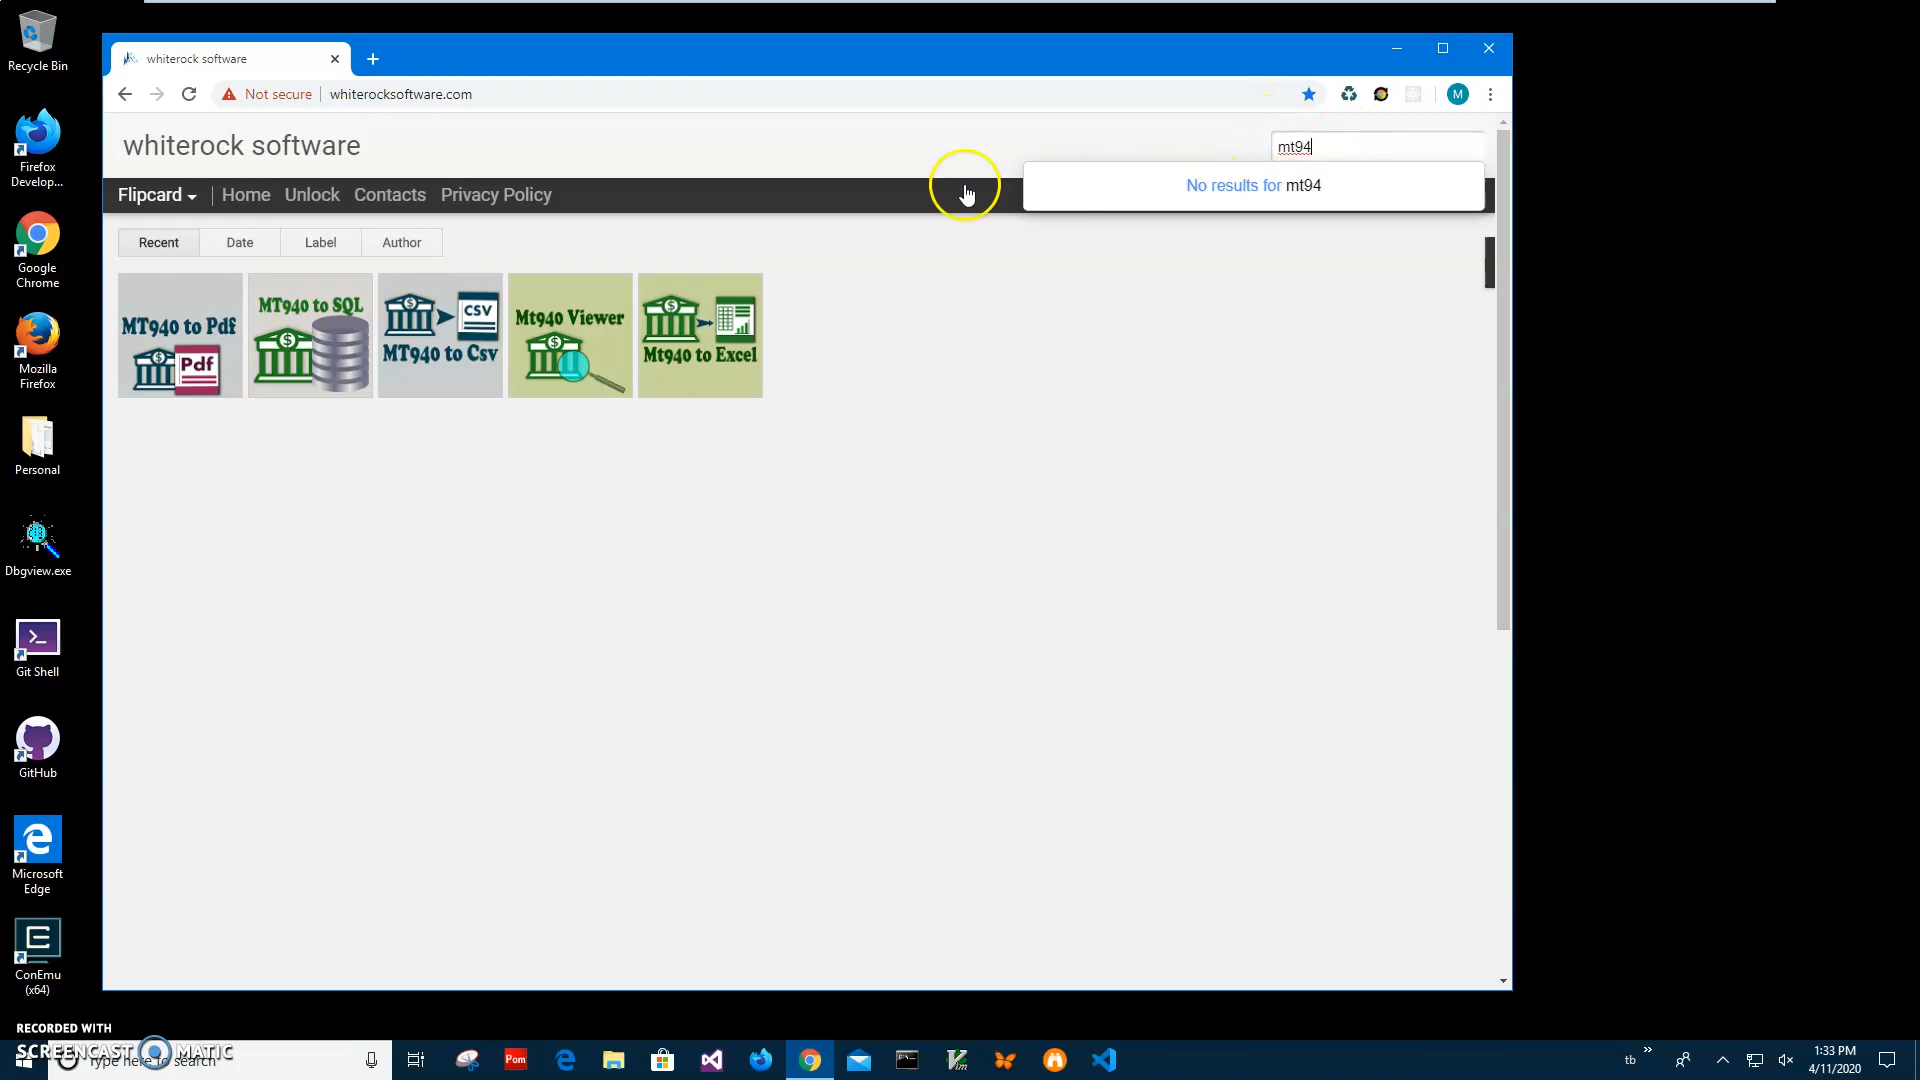 Recycle Bin
Firefox
Develop...
Google
Chrome
Mozilla
Firefox
Personal
Dbgview.exe
Git Shell
GitHub
Microsoft
Edge
ConEmu
(x64)
whiterock software
Not secure
whiterocksoftware.com
M
whiterock software
mt94
No results for mt94
Flipcard
Home
Unlock
Contacts
Privacy Policy
Recent
Date
Label
Author
MT940 to Pdf
Pdf
MT940 to SQL
CSV
MT940 to Csv
Mt940 Viewer
Mt940 to Excel
RECORDED WITH
SCREENCAST MATIC
Type here to search
Pom
Vim
tb
1:33 PM
4/11/2020